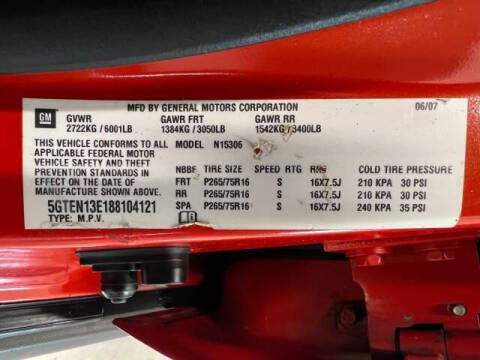 MFD BY GENERAL MOTORS CORPORATION 06/07
GM GVWR GAWR FRT GAWR RR
2722KG / 6001LB 1384KG / 3050LB 1542KG / 3400LB
THIS VEHICLE CONFORMS TO ALL MODEL N15306
APPLICABLE FEDERAL MOTOR
VEHICLE SAFETY AND THEFT
PREVENTION STANDARDS IN
EFFECT ON THE DATE OF
MANUFACTURE SHOWN ABOVE.
5GTEN13E188104121
TYPE: M.P.V.
TIRE SIZE SPEED RTG COLD TIRE PRESSURE
FRT P265/75R16 S 16X7.5J 210 KPA 30 PSI
RR P265/75R16 S 16X7.5J 210 KPA 30 PSI
SPA P265/75R16 S 16X7.5J 240 KPA 35 PSI